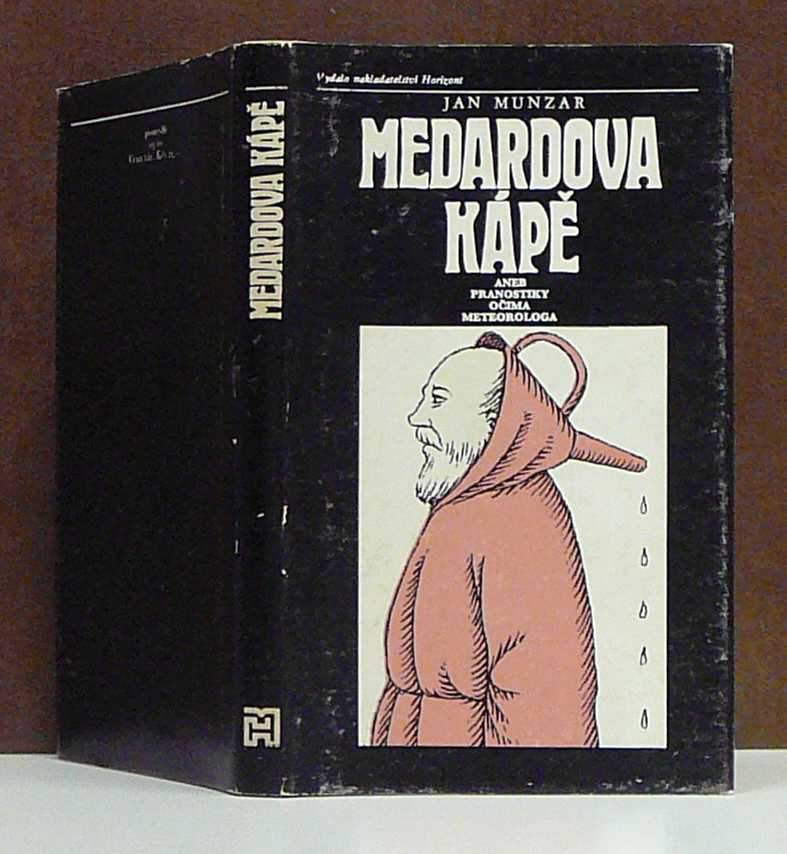 Vydalo nakladatelství Horizont
JAN MUNZAR
MEDARDOVA
KÁPĚ
ANEB
PRANOSTIKY
OČIMA
METEOROLOGA
MEDARDOVA KÁPĚ